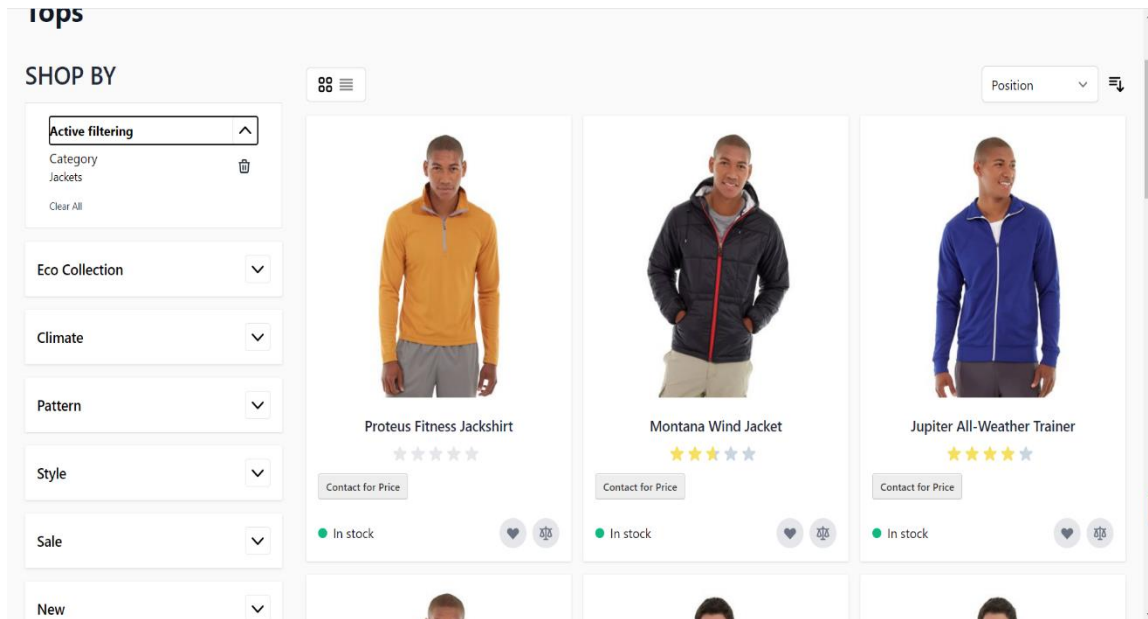 Tops
SHOP BY
Position
Active filtering
Category
Jackets
Clear All
Eco Collection
Climate
Pattern
Style
Sale
New
Proteus Fitness Jackshirt
Contact for Price
In stock
Montana Wind Jacket
Contact for Price
In stock
Jupiter All-Weather Trainer
Contact for Price
In stock